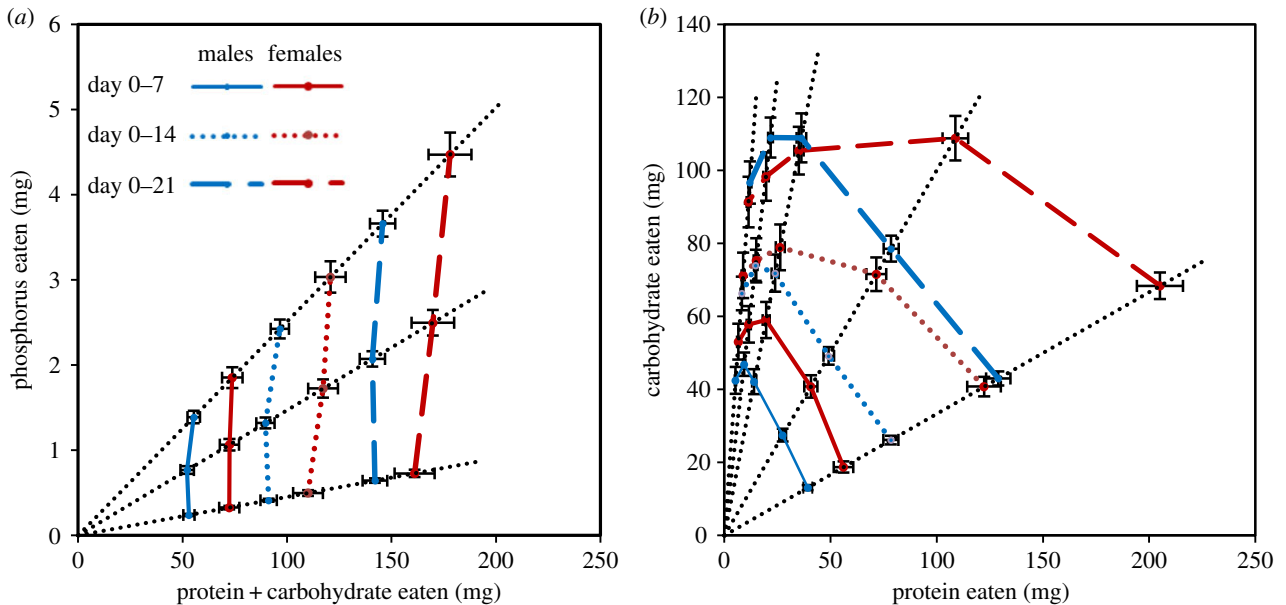 (a)
6
5
4
3
2
1
0
phosphorus eaten (mg)
males females
day 0–7
day 0–14
day 0–21
0 50 100 150 200 250
protein + carbohydrate eaten (mg)
(b)
140
120
100
80
60
40
20
0
carbohydrate eaten (mg)
0 50 100 150 200 250
protein eaten (mg)